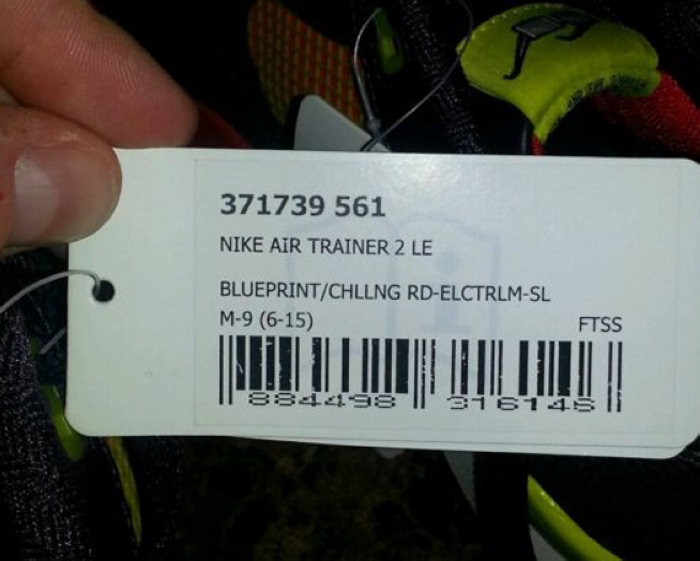 371739 561
NIKE AIR TRAINER 2 LE
BLUEPRINT/CHLLNG RD-ELCTRLM-SL
M-9 (6-15)
FTSS
884498 316146